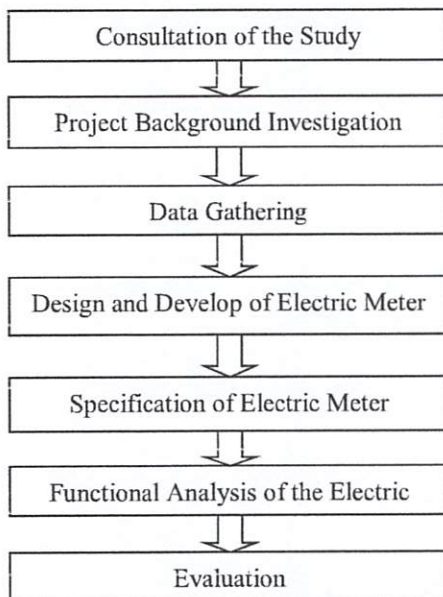 Consultation of the Study
Project Background Investigation
Data Gathering
Design and Develop of Electric Meter
Specification of Electric Meter
Functional Analysis of the Electric
Evaluation